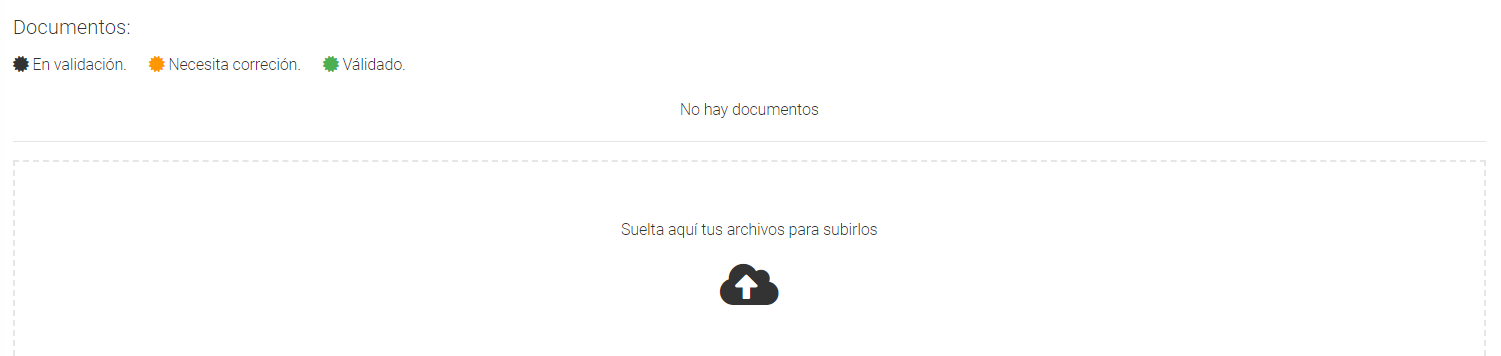 Documentos:
En validación. Necesita correción. Válidado.
No hay documentos
Suelta aquí tus archivos para subirlos